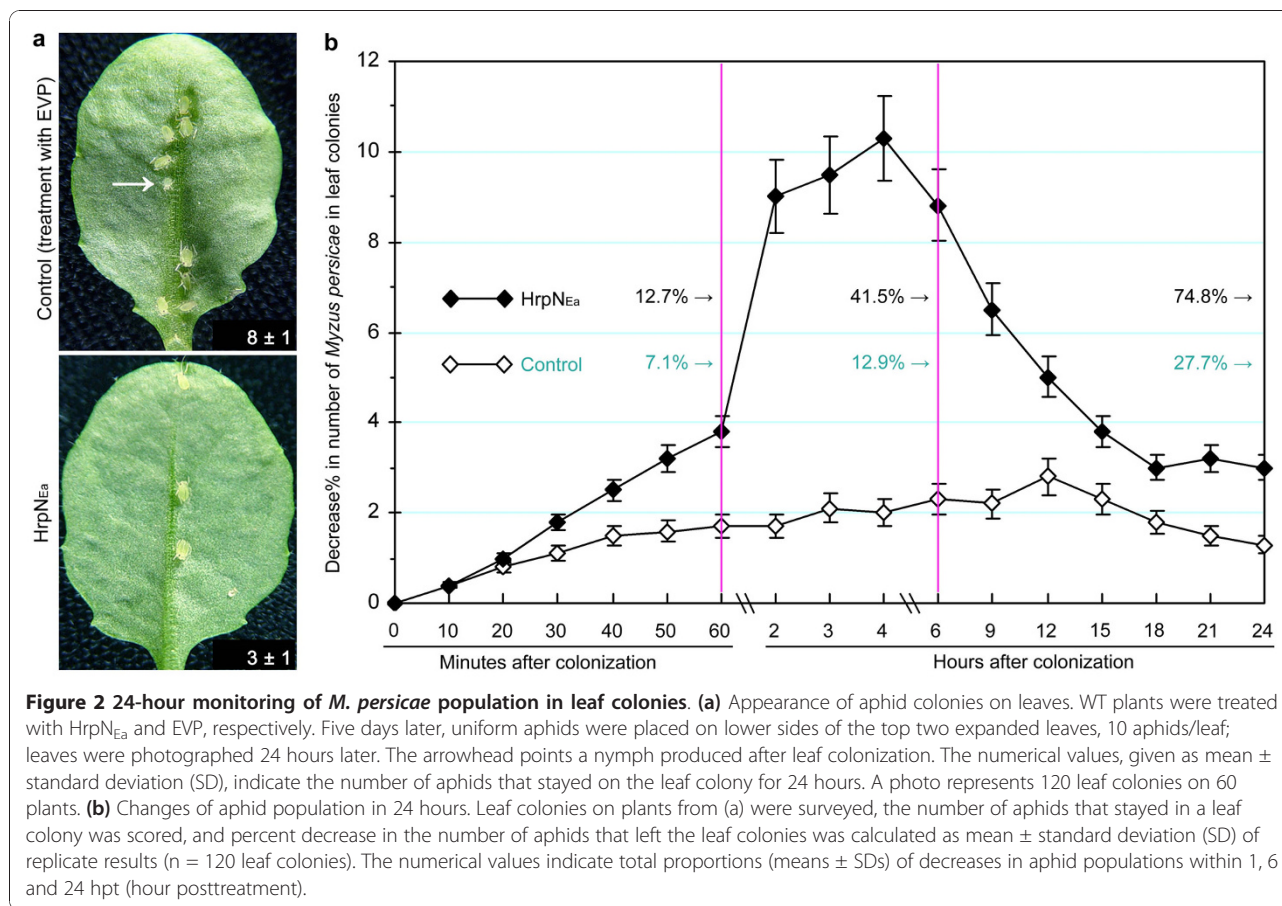 a
Control (treatment with EVP)
8 ± 1
HrpNEa
3 ± 1
b
Decrease% in number of Myzus persicae in leaf colonies
12
10
8
6
4
2
0
HrpNEa
12.7% →
41.5% →
74.8% →
Control
7.1% →
12.9% →
27.7% →
0 10 20 30 40 50 60 2 3 4 6 9 12 15 18 21 24
Minutes after colonization
Hours after colonization
Figure 2 24-hour monitoring of M. persicae population in leaf colonies. (a) Appearance of aphid colonies on leaves. WT plants were treated
with HrpNEa and EVP, respectively. Five days later, uniform aphids were placed on lower sides of the top two expanded leaves, 10 aphids/leaf;
leaves were photographed 24 hours later. The arrowhead points a nymph produced after leaf colonization. The numerical values, given as mean ±
standard deviation (SD), indicate the number of aphids that stayed on the leaf colony for 24 hours. A photo represents 120 leaf colonies on 60
plants. (b) Changes of aphid population in 24 hours. Leaf colonies on plants from (a) were surveyed, the number of aphids that stayed in a leaf
colony was scored, and percent decrease in the number of aphids that left the leaf colonies was calculated as mean ± standard deviation (SD) of
replicate results (n = 120 leaf colonies). The numerical values indicate total proportions (means ± SDs) of decreases in aphid populations within 1, 6
and 24 hpt (hour posttreatment).